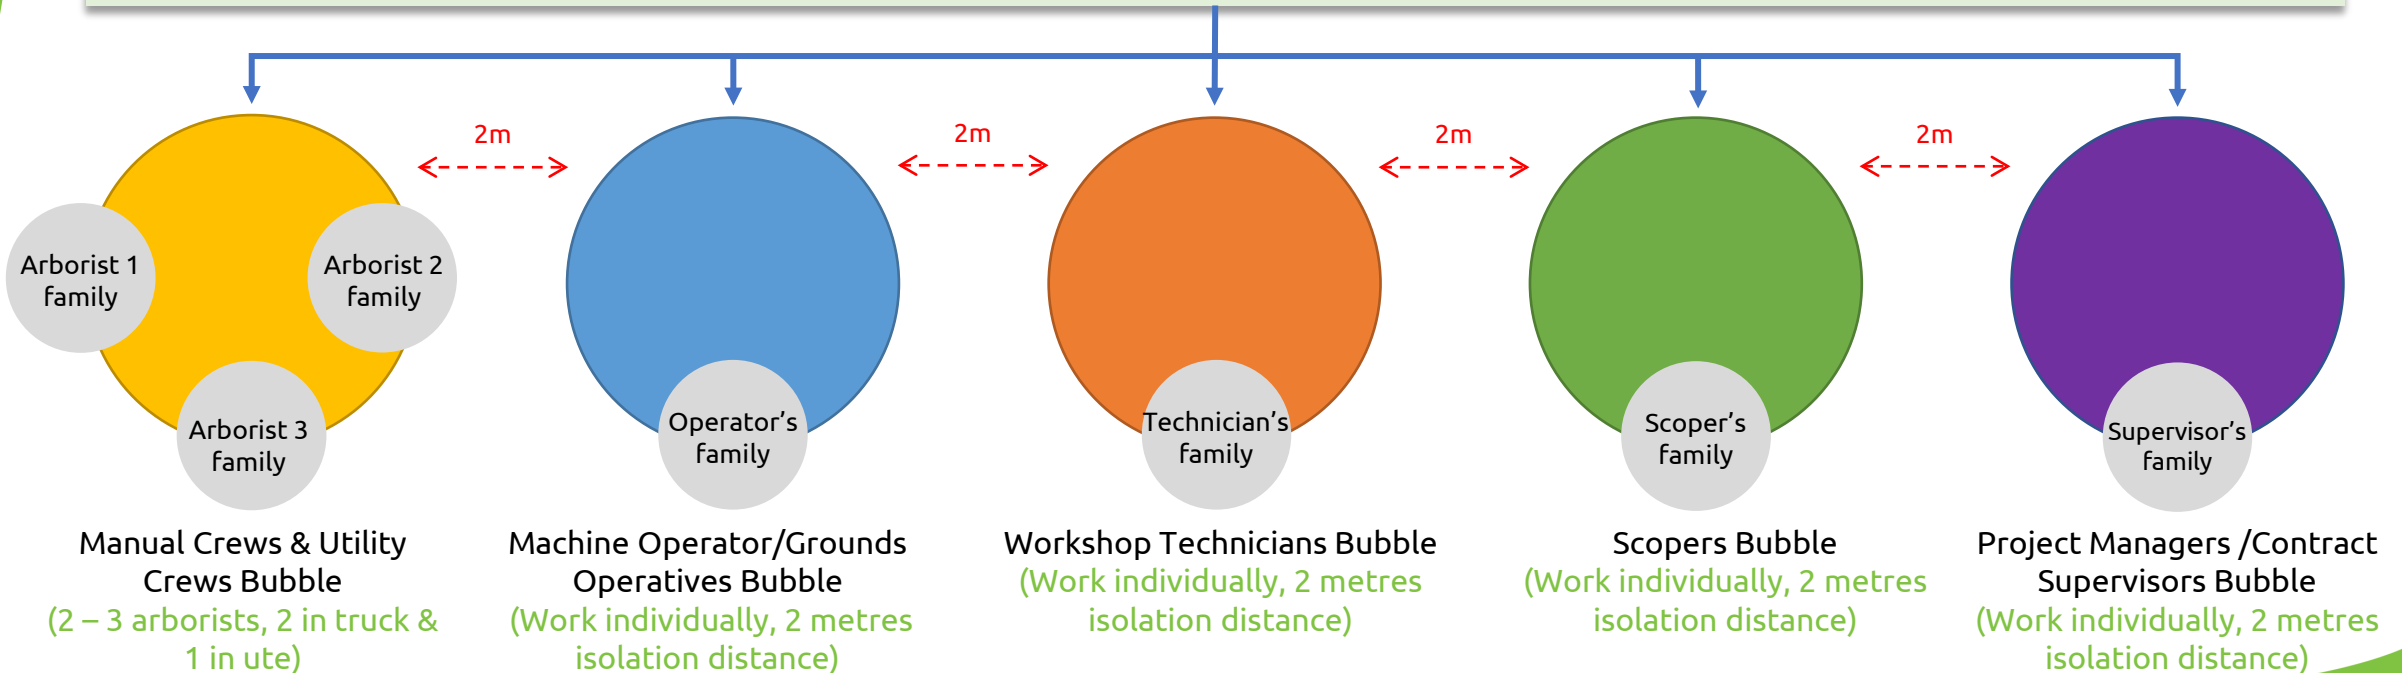 2m
2m
2m
2m
Arborist 1
family
Arborist 2
family
Arborist 3
family
Operator’s
family
Technician’s
family
Scoper’s
family
Supervisor’s
family
Manual Crews & Utility
Crews Bubble
(2 – 3 arborists, 2 in truck &
1 in ute)
Machine Operator/Grounds
Operatives Bubble
(Work individually, 2 metres
isolation distance)
Workshop Technicians Bubble
(Work individually, 2 metres
isolation distance)
Scopers Bubble
(Work individually, 2 metres
isolation distance)
Project Managers /Contract
Supervisors Bubble
(Work individually, 2 metres
isolation distance)